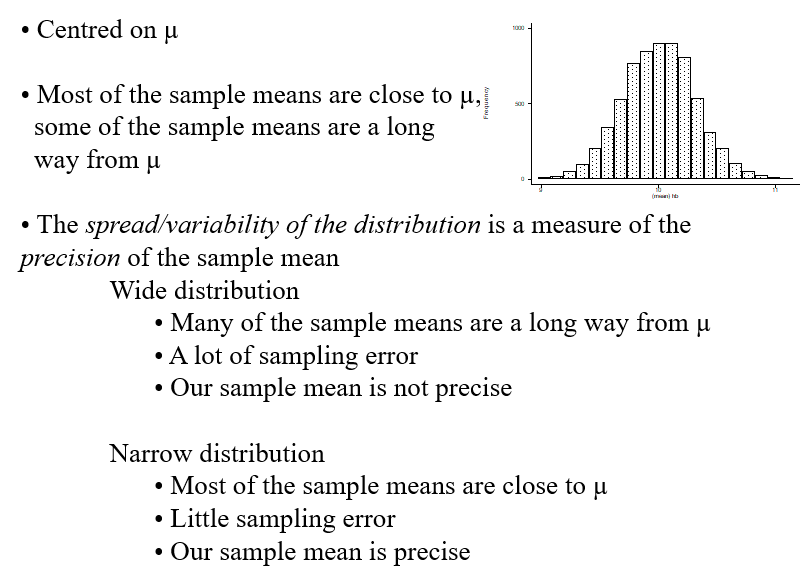 • Centred on μ
• Most of the sample means are close to μ,
some of the sample means are a long
way from μ
1000
500
0
Frequency
9
10
11
(mean) hb
• The spread/variability of the distribution is a measure of the
precision of the sample mean
Wide distribution
• Many of the sample means are a long way from μ
• A lot of sampling error
• Our sample mean is not precise
Narrow distribution
• Most of the sample means are close to μ
• Little sampling error
• Our sample mean is precise